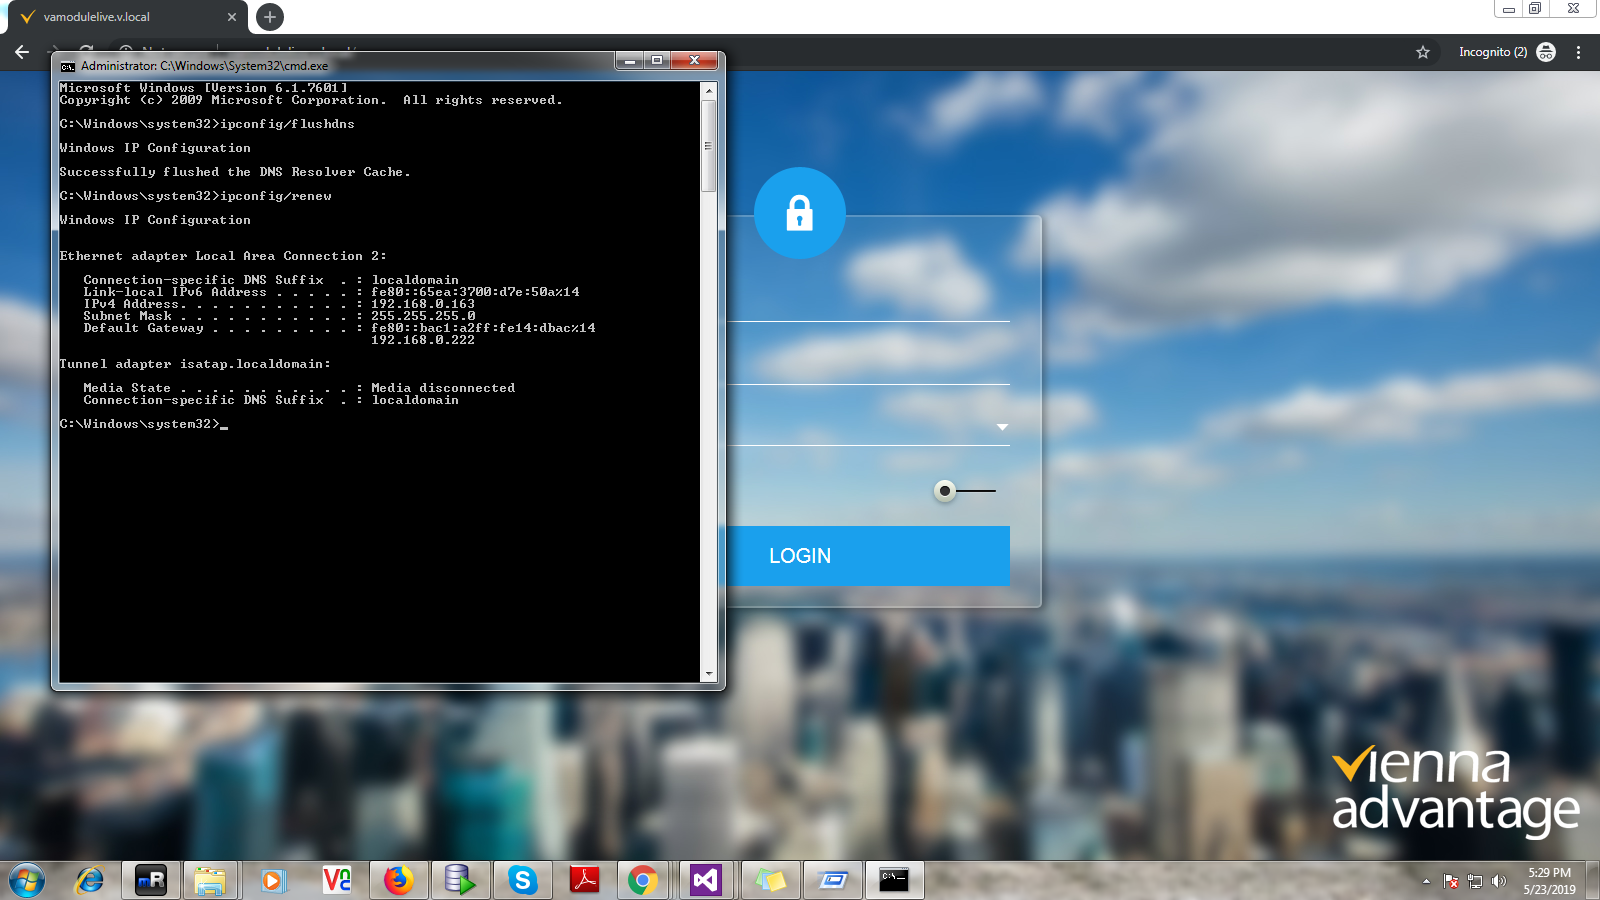 vamodulelive.v.local
Incognito (2)
Administrator: C:\Windows\System32\cmd.exe
Microsoft Windows [Version 6.1.7601]
Copyright (c) 2009 Microsoft Corporation.  All rights reserved.
C:\Windows\system32>ipconfig/flushdns
Windows IP Configuration
Successfully flushed the DNS Resolver Cache.
C:\Windows\system32>ipconfig/renew
Windows IP Configuration
Ethernet adapter Local Area Connection 2:
Connection-specific DNS Suffix  . : localdomain
Link-local IPv6 Address . . . . . : fe80::65ea:3700:d7e:50a%14
IPv4 Address. . . . . . . . . . . : 192.168.0.163
Subnet Mask . . . . . . . . . . . : 255.255.255.0
Default Gateway . . . . . . . . . : fe80::bac1:a2ff:fe14:dbac%14
192.168.0.222
Tunnel adapter isatap.localdomain:
Media State . . . . . . . . . . . : Media disconnected
Connection-specific DNS Suffix  . : localdomain
C:\Windows\system32>_
LOGIN
vienna
advantage
5:29 PM
5/23/2019